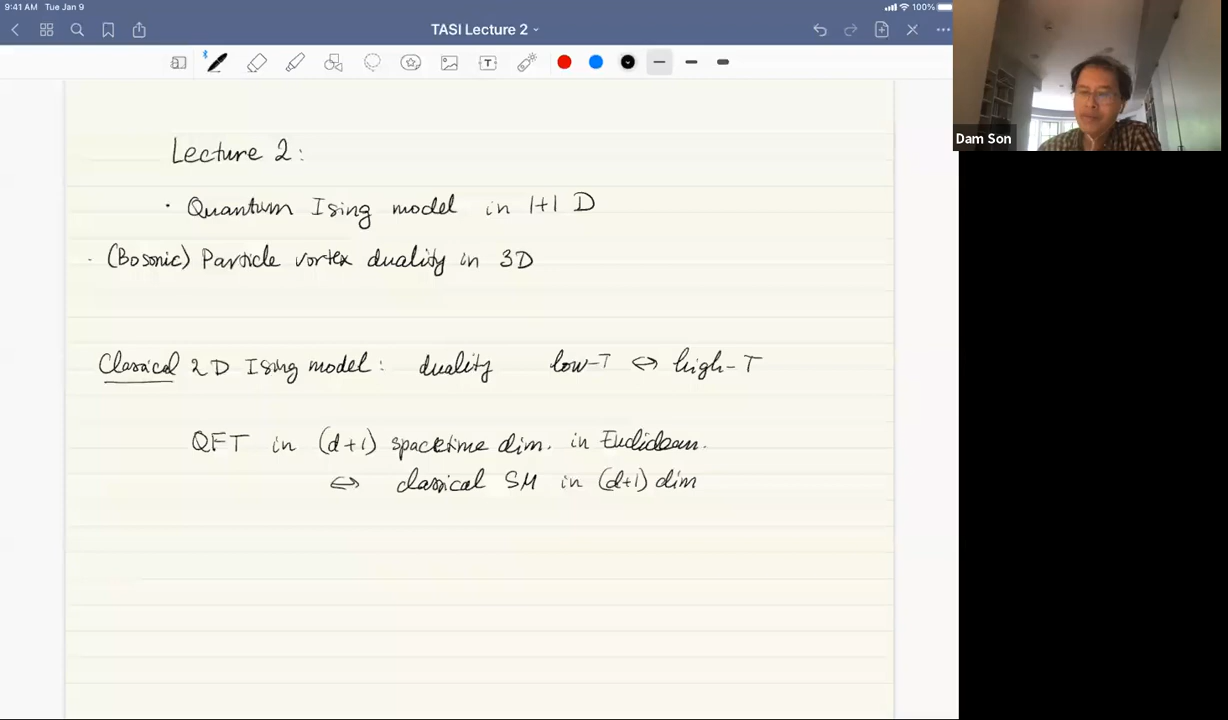 9:41 AM Tue Jan 9
100%
TASI Lecture 2
T
Dam Son
Lecture 2:
· Quantum Ising model in 1+1 D
· (Bosonic) Particle vortex duality in 3D
Classical 2D Ising model: duality low-T ⇔ high-T
QFT in (d+1) spacetime dim. in Euclidean.
⇔ classical SM in (d+1) dim